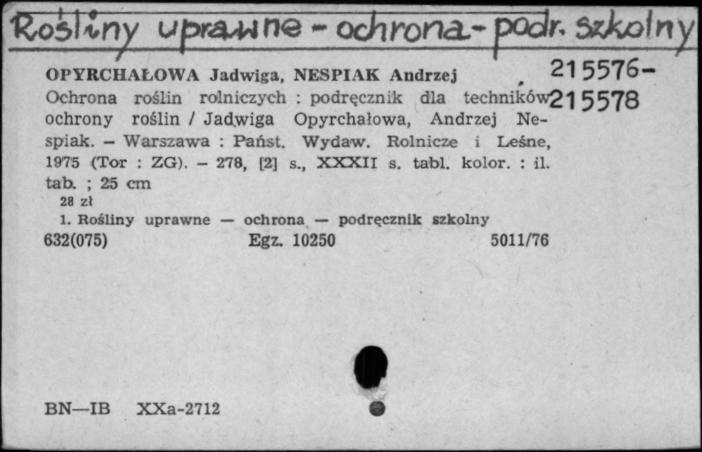 Rośliny uprawne - ochrona - podr. szkolny
OPYRCHAŁOWA Jadwiga, NESPIAK Andrzej 215576-
Ochrona roślin rolniczych : podręcznik dla techników 215578
ochrony roślin / Jadwiga Opyrchałowa, Andrzej Ne-
spiak. — Warszawa : Państ. Wydaw. Rolnicze i Leśne,
1975 (Tor : ZG). — 278, [2] s., XXXII s. tabl. kolor. : il.
tab. ; 25 cm
28 zł
1. Rośliny uprawne — ochrona — podręcznik szkolny
632(075) Egz. 10250 5011/76
BN—IB XXa-2712